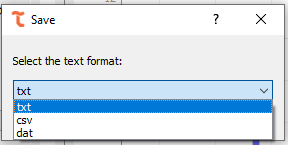 Save
Select the text format:
txt
txt
csv
dat